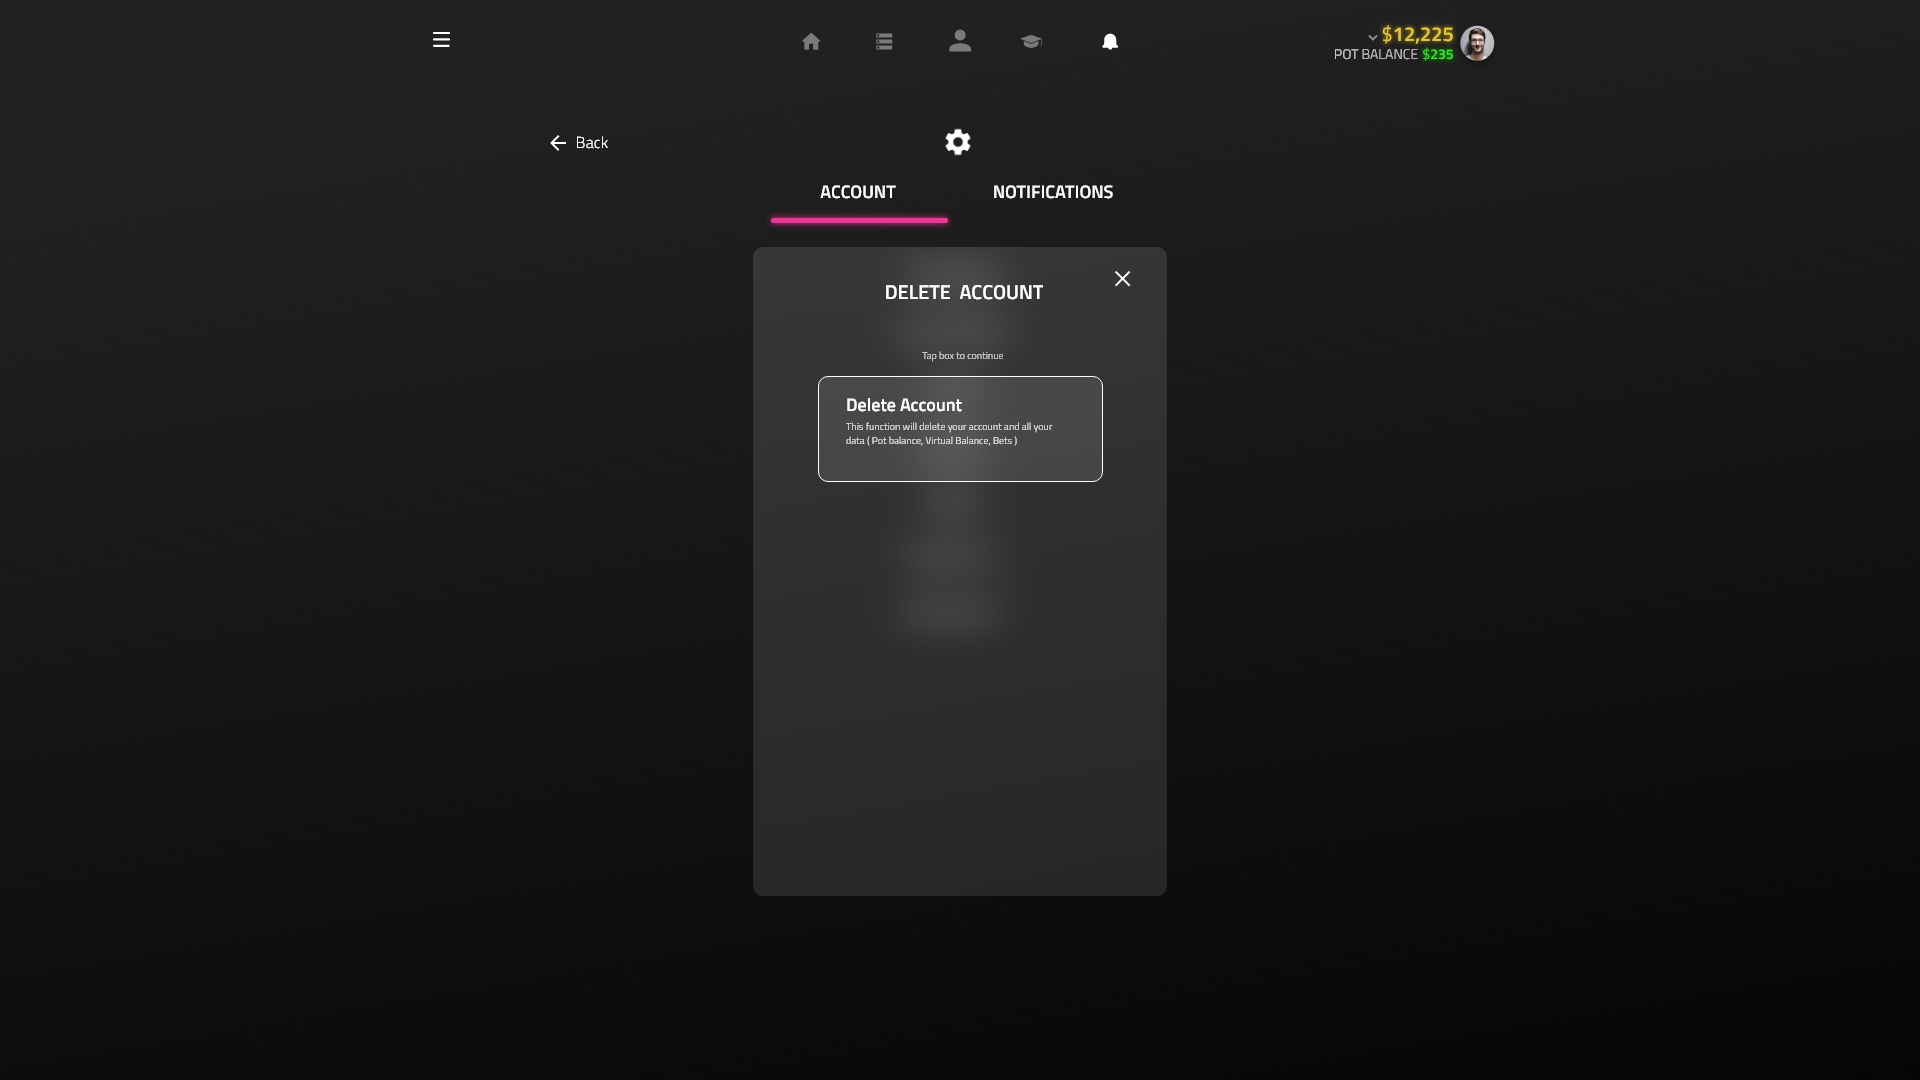 $12,225
POT BALANCE $235
Back
ACCOUNT
NOTIFICATIONS
DELETE ACCOUNT
Tap box to continue
Delete Account
This function will delete your account and all your
data ( Pot balance, Virtual Balance, Bets )